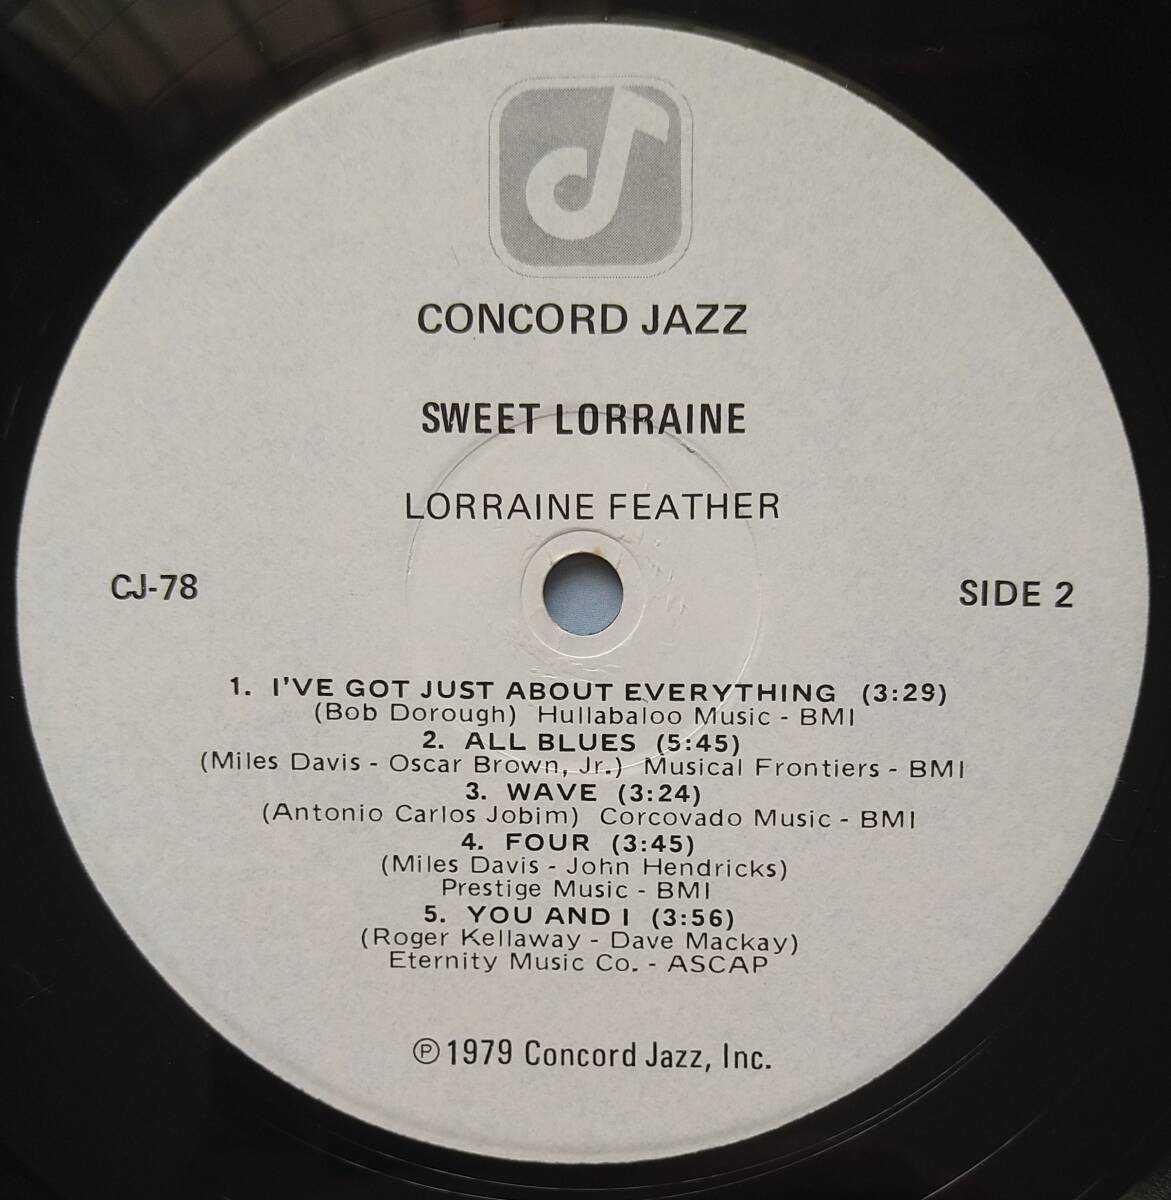 CONCORD JAZZ
SWEET LORRAINE
LORRAINE FEATHER
CJ-78
SIDE 2
1. I'VE GOT JUST ABOUT EVERYTHING (3:29)
(Bob Dorough) Hullabaloo Music - BMI
2. ALL BLUES (5:45)
(Miles Davis - Oscar Brown, Jr.) Musical Frontiers - BMI
3. WAVE (3:24)
(Antonio Carlos Jobim) Corcovado Music - BMI
4. FOUR (3:45)
(Miles Davis - John Hendricks)
Prestige Music - BMI
5. YOU AND I (3:56)
(Roger Kellaway - Dave Mackay)
Eternity Music Co. - ASCAP
℗ 1979 Concord Jazz, Inc.